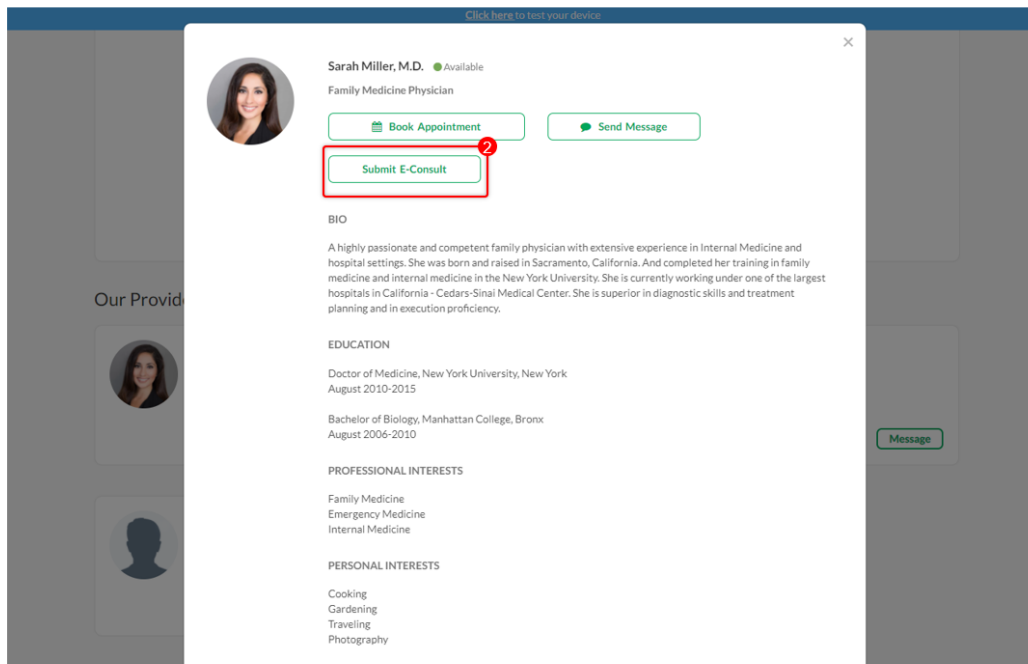 Click here to test your device
×
Sarah Miller, M.D. Available
Family Medicine Physician
Book Appointment Send Message
2
Submit E-Consult
BIO
A highly passionate and competent family physician with extensive experience in Internal Medicine and
hospital settings. She was born and raised in Sacramento, California. And completed her training in family
medicine and internal medicine in the New York University. She is currently working under one of the largest
hospitals in California - Cedars-Sinai Medical Center. She is superior in diagnostic skills and treatment
planning and in execution proficiency.
Our Provid
EDUCATION
Doctor of Medicine, New York University, New York
August 2010-2015
Bachelor of Biology, Manhattan College, Bronx
August 2006-2010
Message
PROFESSIONAL INTERESTS
Family Medicine
Emergency Medicine
Internal Medicine
PERSONAL INTERESTS
Cooking
Gardening
Traveling
Photography